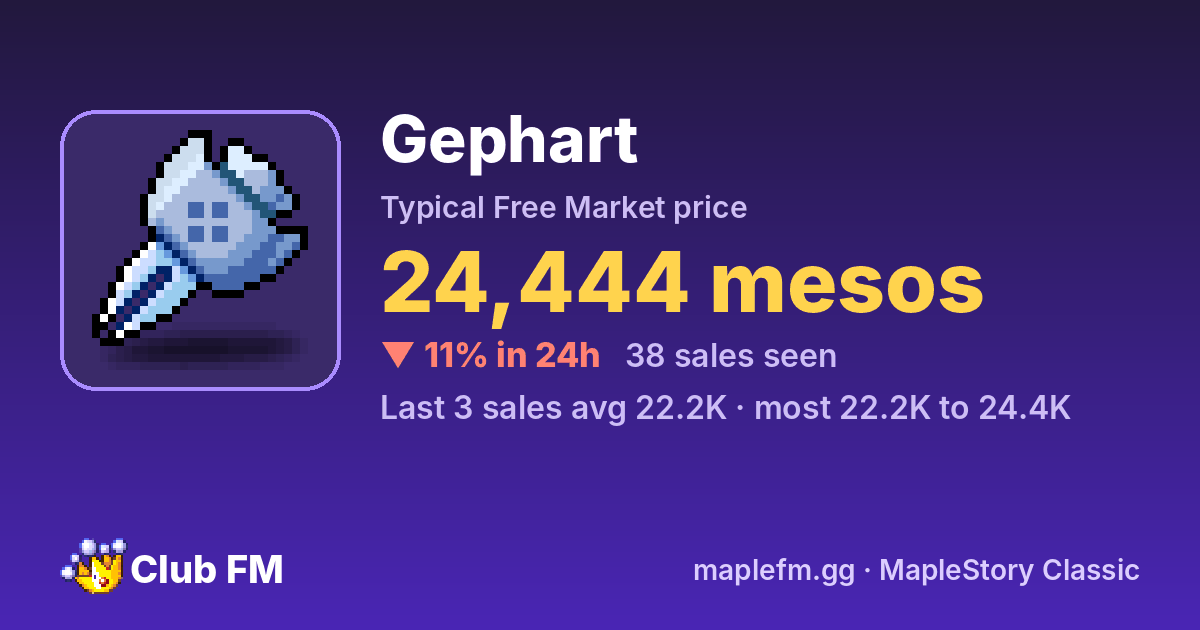 Gephart
Typical Free Market price
24,444 mesos
▼ 11% in 24h 38 sales seen
Last 3 sales avg 22.2K · most 22.2K to 24.4K
Club FM
maplefm.gg · MapleStory Classic